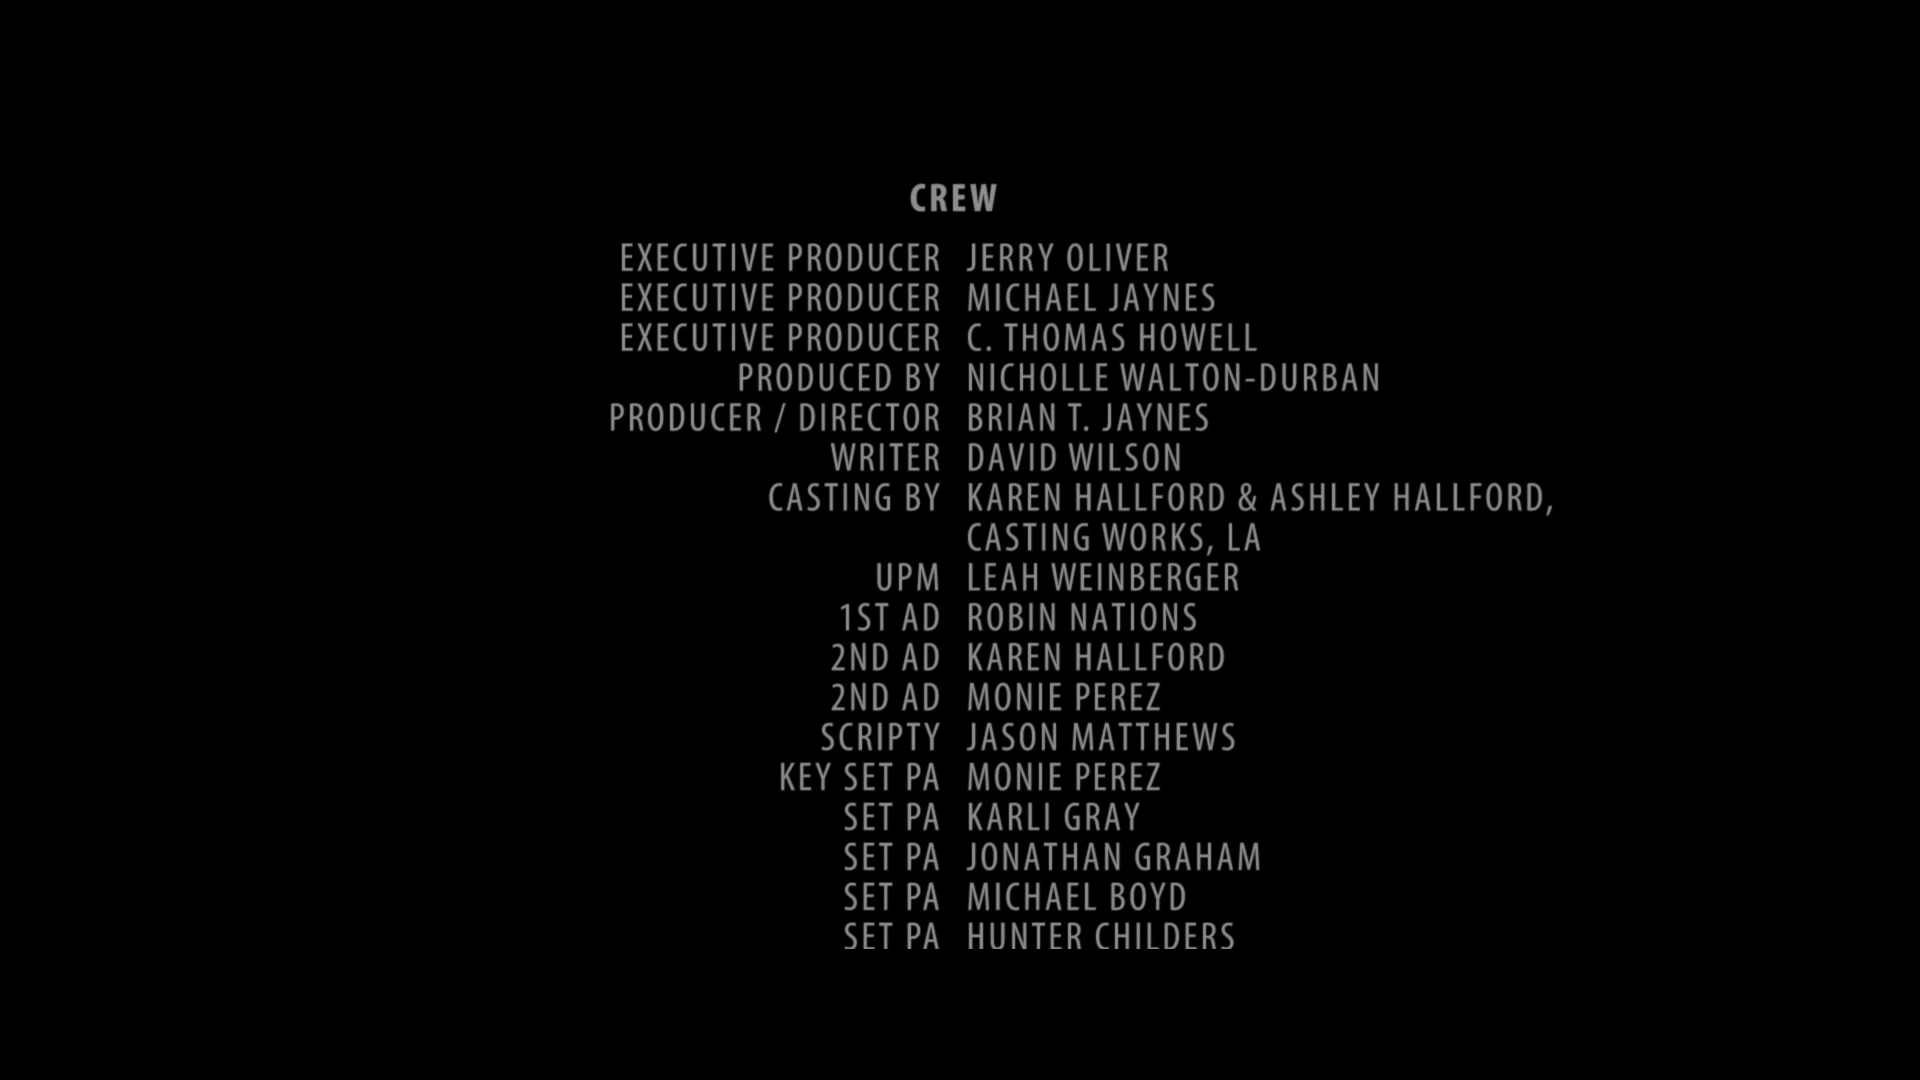 CREW
EXECUTIVE PRODUCER JERRY OLIVER
EXECUTIVE PRODUCER MICHAEL JAYNES
EXECUTIVE PRODUCER C. THOMAS HOWELL
PRODUCED BY NICHOLLE WALTON-DURBAN
PRODUCER / DIRECTOR BRIAN T. JAYNES
WRITER DAVID WILSON
CASTING BY KAREN HALLFORD & ASHLEY HALLFORD,
CASTING WORKS, LA
UPM LEAH WEINBERGER
1ST AD ROBIN NATIONS
2ND AD KAREN HALLFORD
2ND AD MONIE PEREZ
SCRIPTY JASON MATTHEWS
KEY SET PA MONIE PEREZ
SET PA KARLI GRAY
SET PA JONATHAN GRAHAM
SET PA MICHAEL BOYD
SET PA HUNTER CHILDERS